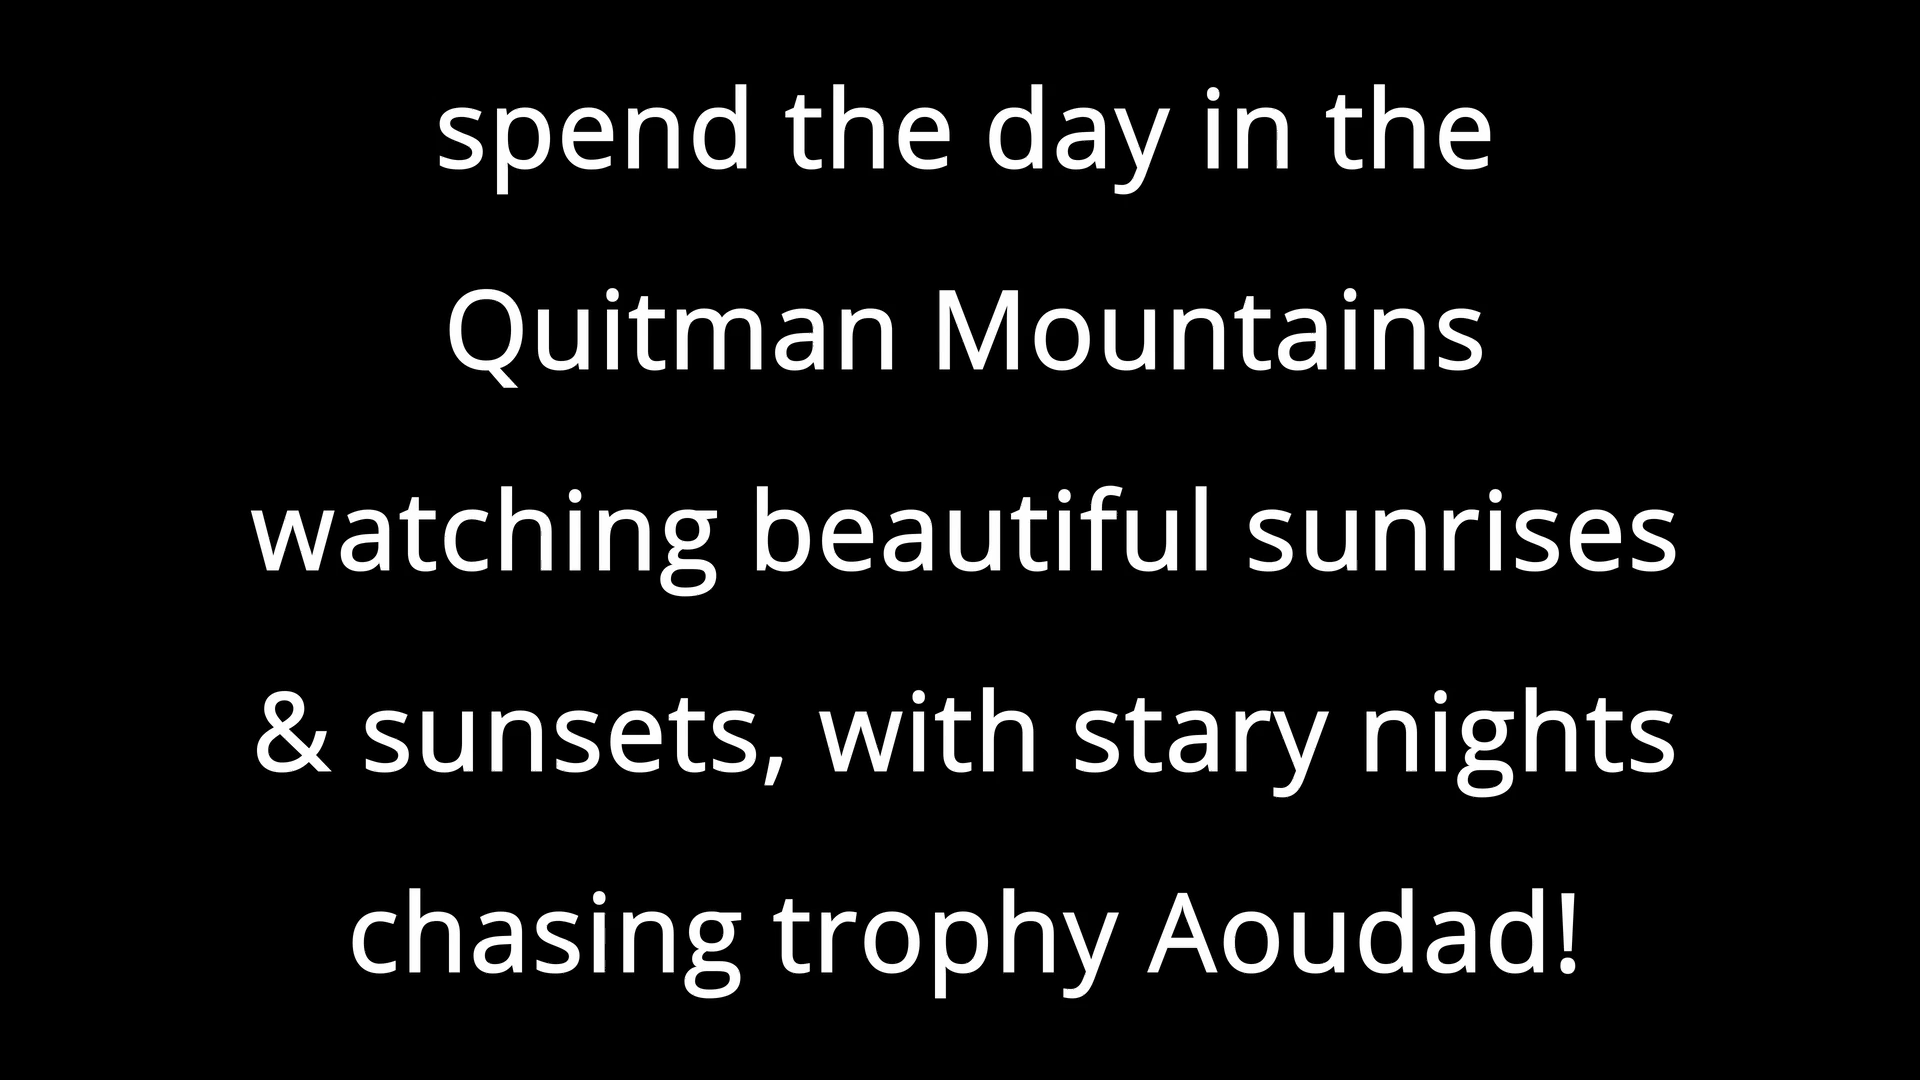 spend the day in the
Quitman Mountains
watching beautiful sunrises
& sunsets, with stary nights
chasing trophy Aoudad!